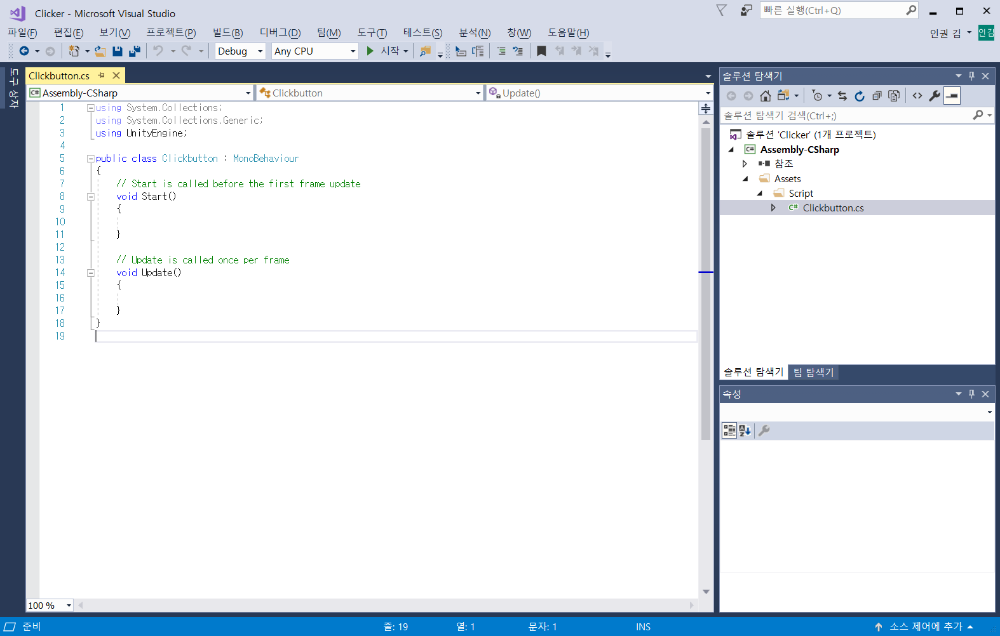 Clicker - Microsoft Visual Studio
빠른 실행(Ctrl+Q)
파일(F) 편집(E) 보기(V) 프로젝트(P) 빌드(B) 디버그(D) 팀(M) 도구(T) 테스트(S) 분석(N) 창(W) 도움말(H)
인권 김 인김
Debug Any CPU 시작
도구 상자
Clickbutton.cs
Assembly-CSharp Clickbutton Update()
1 using System.Collections;
2 using System.Collections.Generic;
3 using UnityEngine;
4
5 public class Clickbutton : MonoBehaviour
6 {
7 // Start is called before the first frame update
8 void Start()
9 {
10
11 }
12
13 // Update is called once per frame
14 void Update()
15 {
16
17 }
18 }
19
100 %
솔루션 탐색기
솔루션 탐색기 검색(Ctrl+;)
솔루션 'Clicker' (1개 프로젝트)
C# Assembly-CSharp
참조
Assets
Script
C# Clickbutton.cs
솔루션 탐색기 팀 탐색기
속성
준비 줄: 19 열: 1 문자: 1 INS 소스 제어에 추가